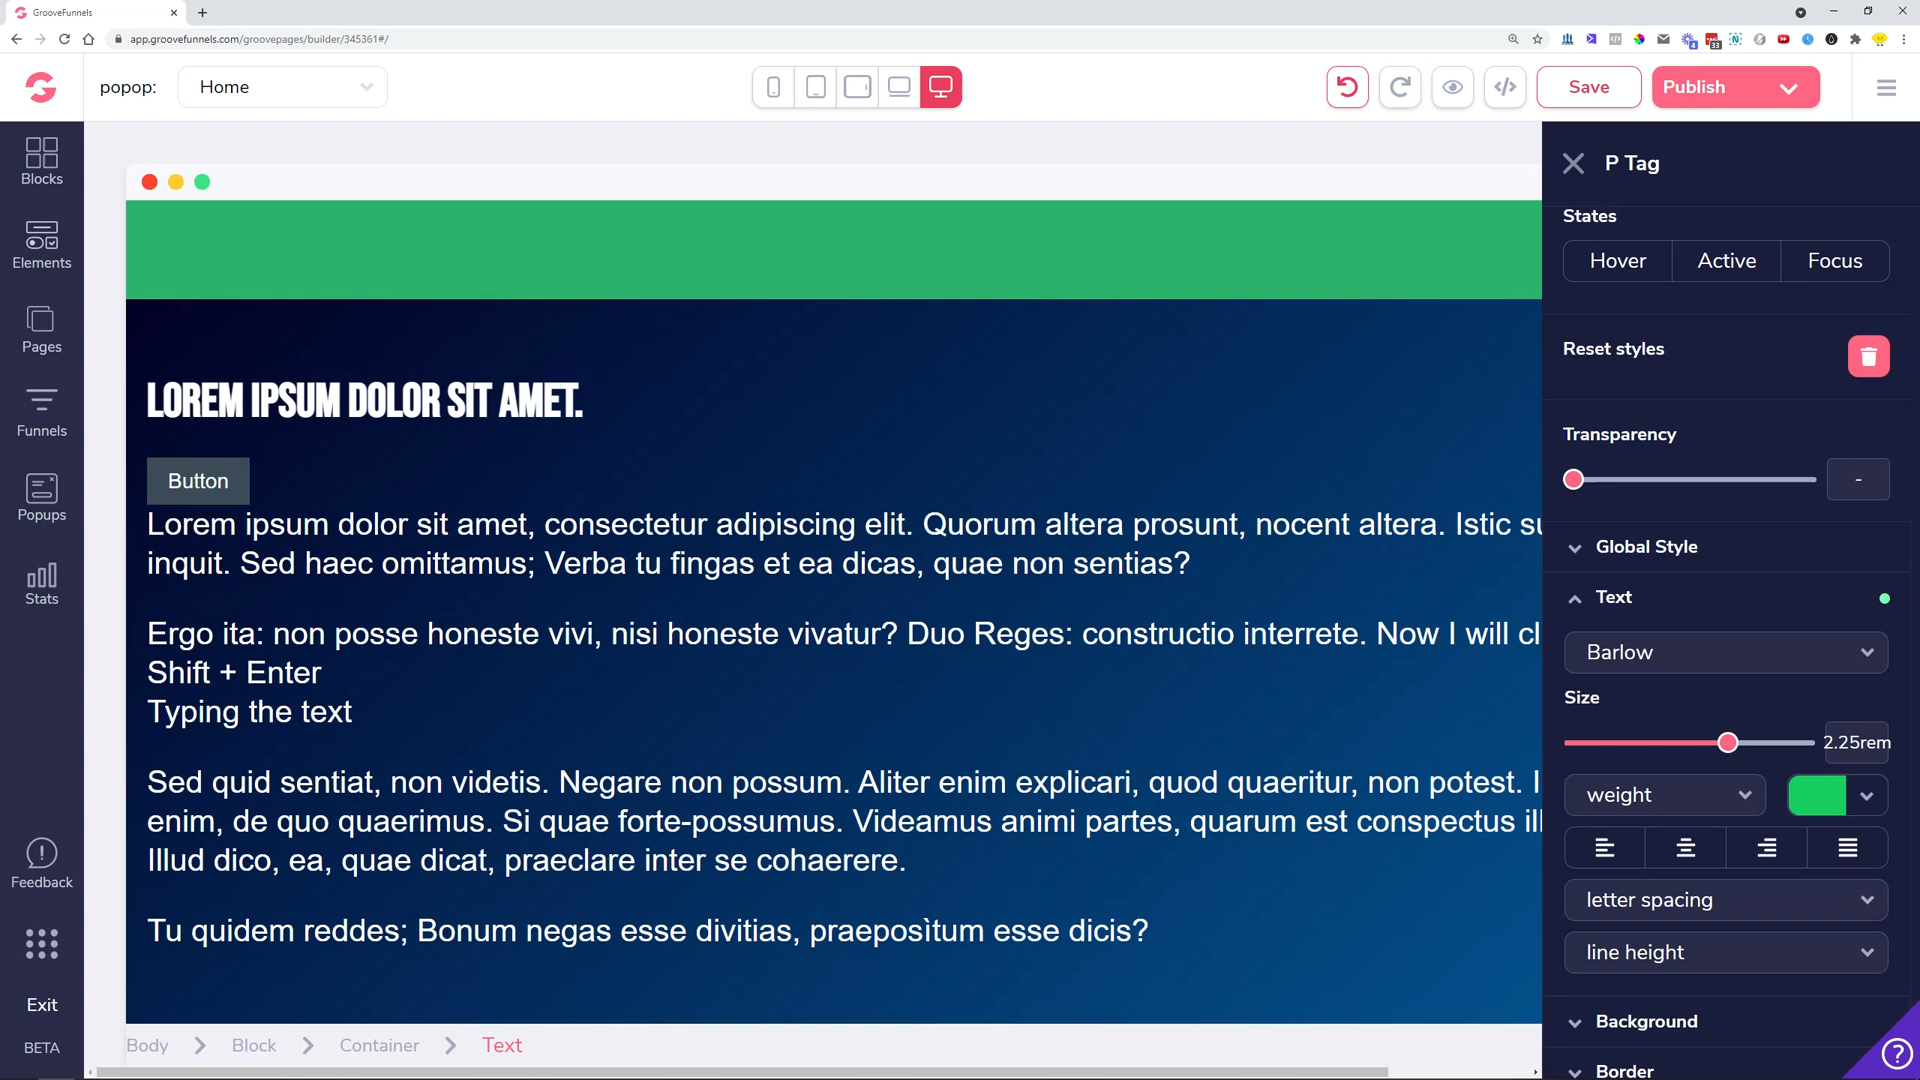 GrooveFunnels
app.groovefunnels.com/groovepages/builder/345361#/
4
33
popop:
Home
Save
Publish
Blocks
Elements
Pages
Funnels
Popups
Stats
Feedback
Exit
BETA
LOREM IPSUM DOLOR SIT AMET.
Button
Lorem ipsum dolor sit amet, consectetur adipiscing elit. Quorum altera prosunt, nocent altera. Istic su
inquit. Sed haec omittamus; Verba tu fingas et ea dicas, quae non sentias?
Ergo ita: non posse honeste vivi, nisi honeste vivatur? Duo Reges: constructio interrete. Now I will cl
Shift + Enter
Typing the text
Sed quid sentiat, non videtis. Negare non possum. Aliter enim explicari, quod quaeritur, non potest. I
enim, de quo quaerimus. Si quae forte-possumus. Videamus animi partes, quarum est conspectus ill
Illud dico, ea, quae dicat, praeclare inter se cohaerere.
Tu quidem reddes; Bonum negas esse divitias, praeposìtum esse dicis?
Body
Block
Container
Text
P Tag
States
Hover
Active
Focus
Reset styles
Transparency
-
Global Style
Text
Barlow
Size
2.25rem
weight
letter spacing
line height
Background
Border